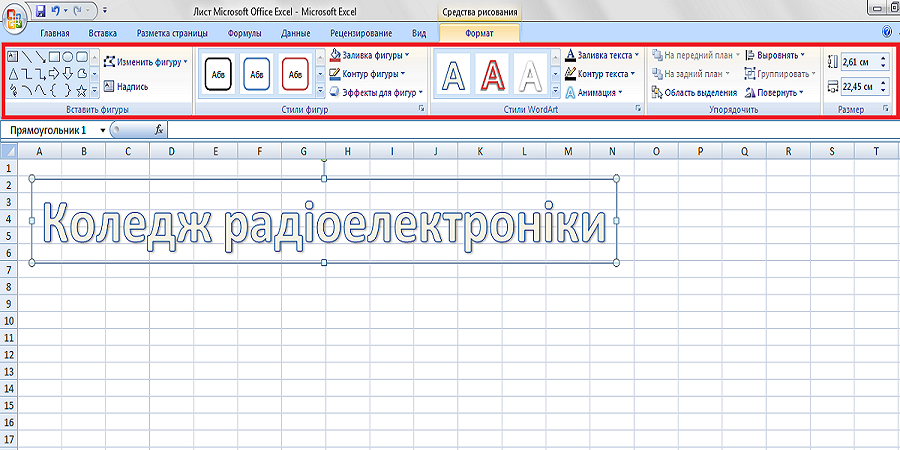 Лист Microsoft Office Excel - Microsoft Excel
Средства рисования
Главная Вставка Разметка страницы Формулы Данные Рецензирование Вид Формат
Изменить фигуру
Надпись
Вставить фигуры
Абв Абв Абв
Заливка фигуры
Контур фигуры
Эффекты для фигур
Стили фигур
A A A
Заливка текста
Контур текста
Анимация
Стили WordArt
На передний план
На задний план
Область выделения
Выровнять
Группировать
Повернуть
Упорядочить
2,61 см
22,45 см
Размер
Прямоугольник 1 fx
A B C D E F G H I J K L M N O P Q R S T
1
2
3
4
5
6
7
8
9
10
11
12
13
14
15
16
17
Коледж радіоелектроніки